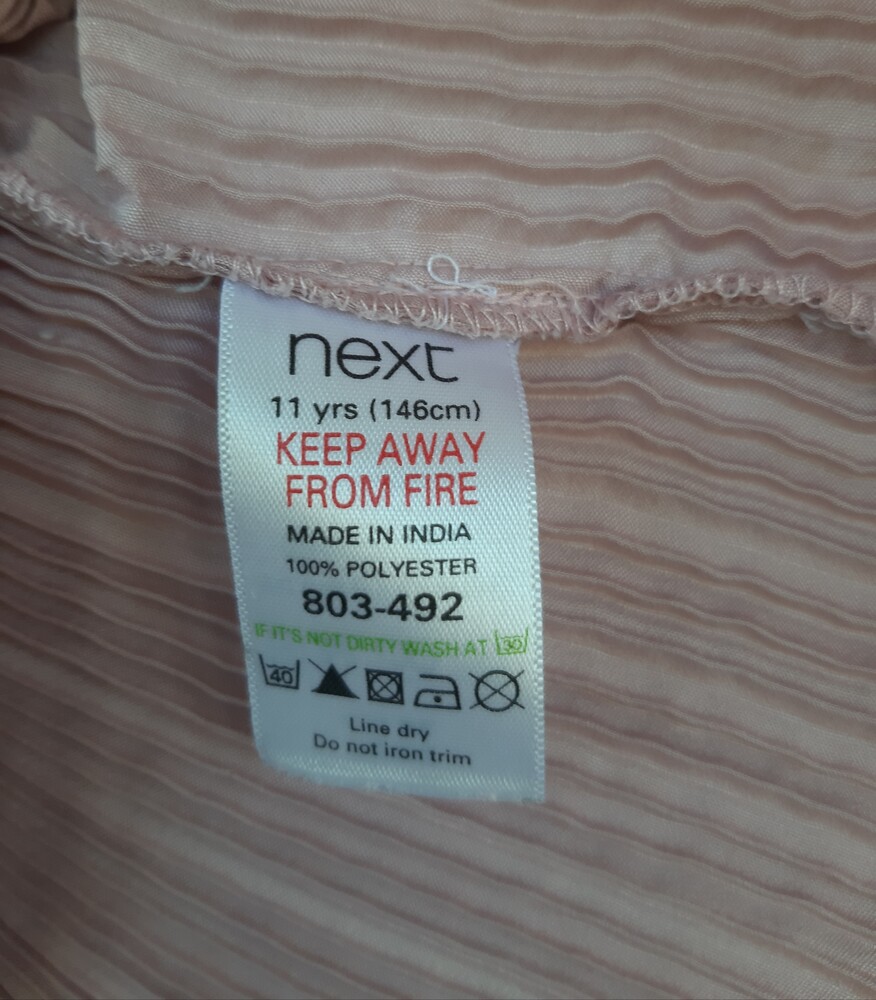 next
11 yrs (146cm)
KEEP AWAY
FROM FIRE
MADE IN INDIA
100% POLYESTER
803-492
IF IT'S NOT DIRTY WASH AT 30
40
Line dry
Do not iron trim